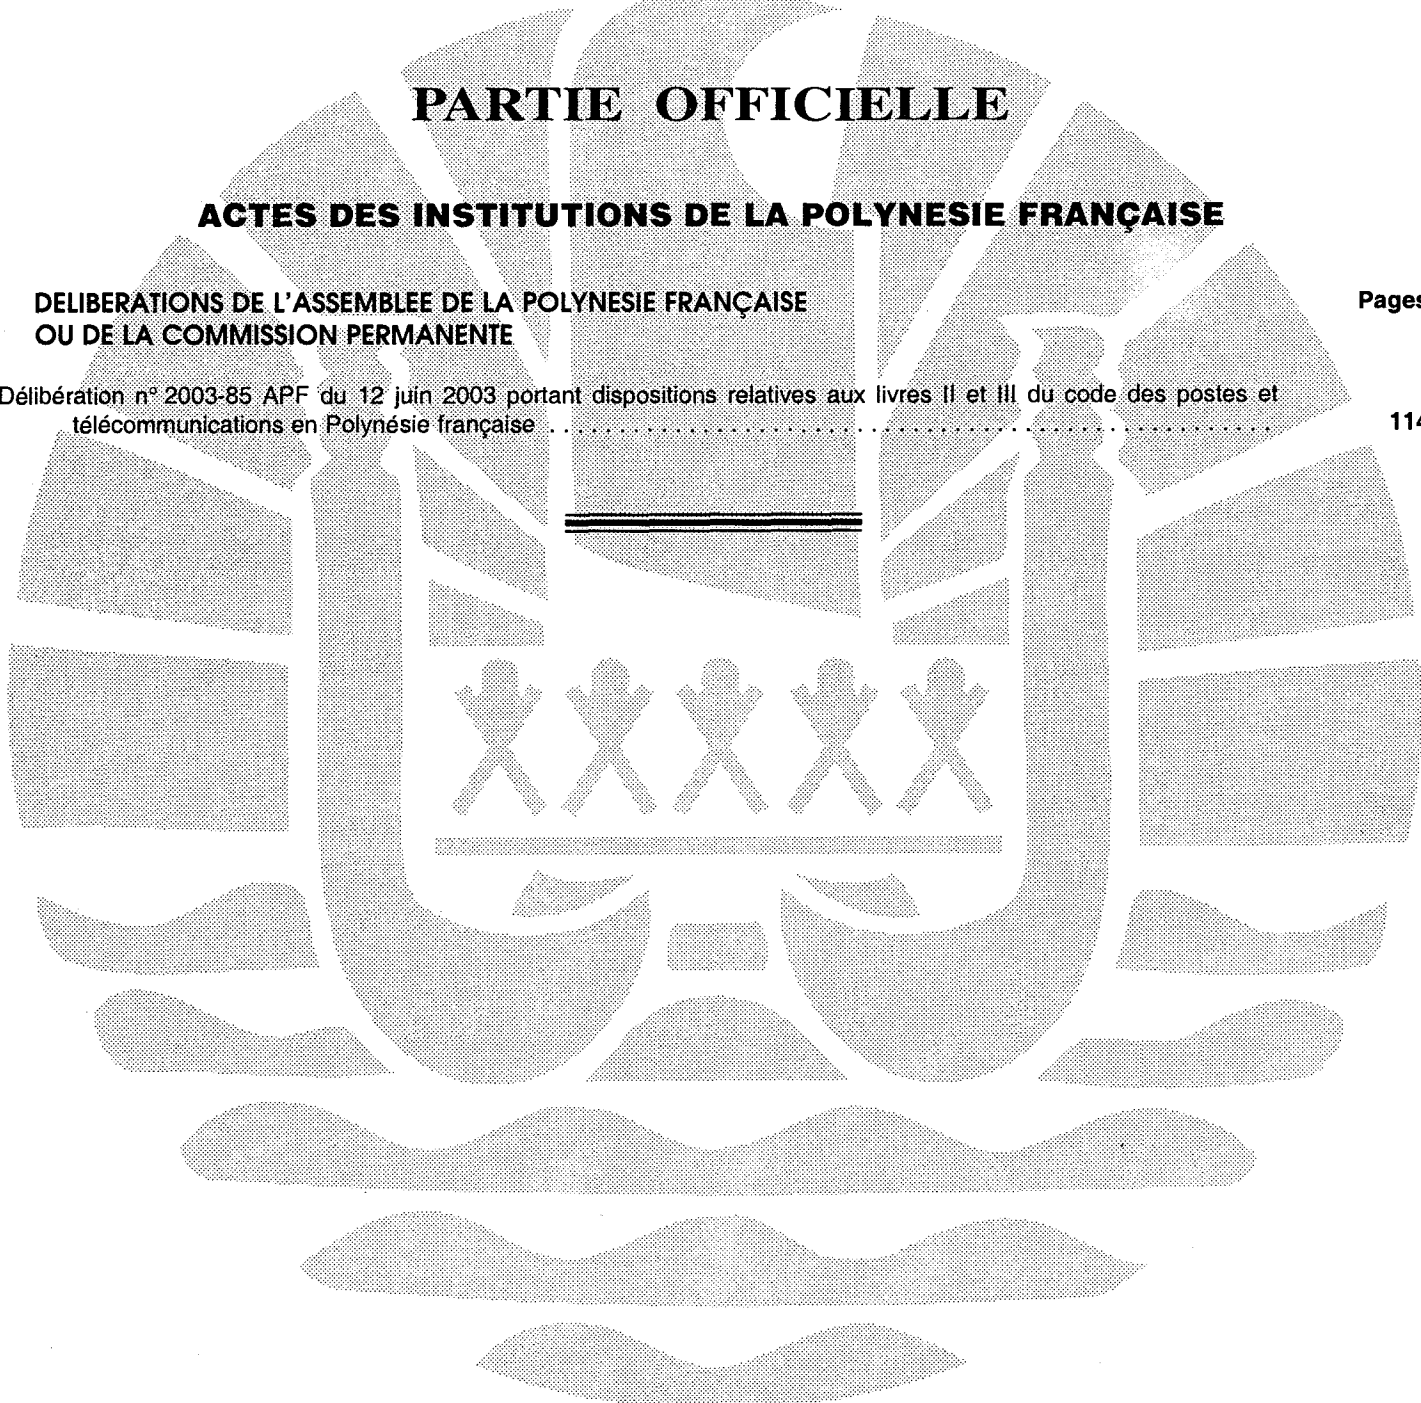 PARTIE OFFICIELLE
ACTES DES INSTITUTIONS DE LA POLYNESIE FRANÇAISE
DELIBERATIONS DE L'ASSEMBLEE DE LA POLYNESIE FRANÇAISE
OU DE LA COMMISSION PERMANENTE
Pages
Délibération n° 2003-85 APF du 12 juin 2003 portant dispositions relatives aux livres II et III du code des postes et
télécommunications en Polynésie française . . . . . . . . . . . . . . . . . . . . . . . . . . . . . . . . . . . . . . . . . . . . . . . . . . . . . . 114